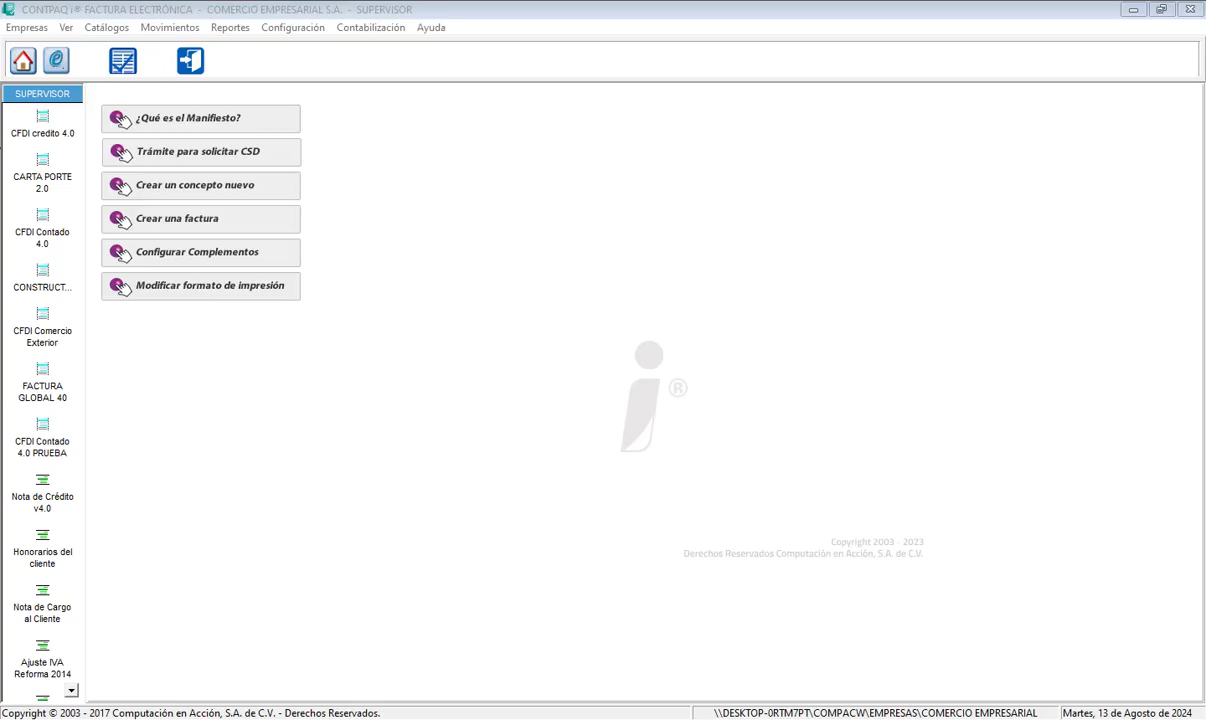 CONTPAQ i® FACTURA ELECTRÓNICA - COMERCIO EMPRESARIAL S.A. - SUPERVISOR
Empresas Ver Catálogos Movimientos Reportes Configuración Contabilización Ayuda
SUPERVISOR
CFDI credito 4.0
CARTA PORTE
2.0
CFDI Contado
4.0
CONSTRUCT...
CFDI Comercio
Exterior
FACTURA
GLOBAL 40
CFDI Contado
4.0 PRUEBA
Nota de Crédito
v4.0
Honorarios del
cliente
Nota de Cargo
al Cliente
Ajuste IVA
Reforma 2014
¿Qué es el Manifiesto?
Trámite para solicitar CSD
Crear un concepto nuevo
Crear una factura
Configurar Complementos
Modificar formato de impresión
i®
Copyright 2003 - 2023
Derechos Reservados Computación en Acción, S.A. de C.V.
Copyright © 2003 - 2017 Computación en Acción, S.A. de C.V. - Derechos Reservados.
\\DESKTOP-0RTM7PT\COMPACW\EMPRESAS\COMERCIO EMPRESARIAL
Martes, 13 de Agosto de 2024